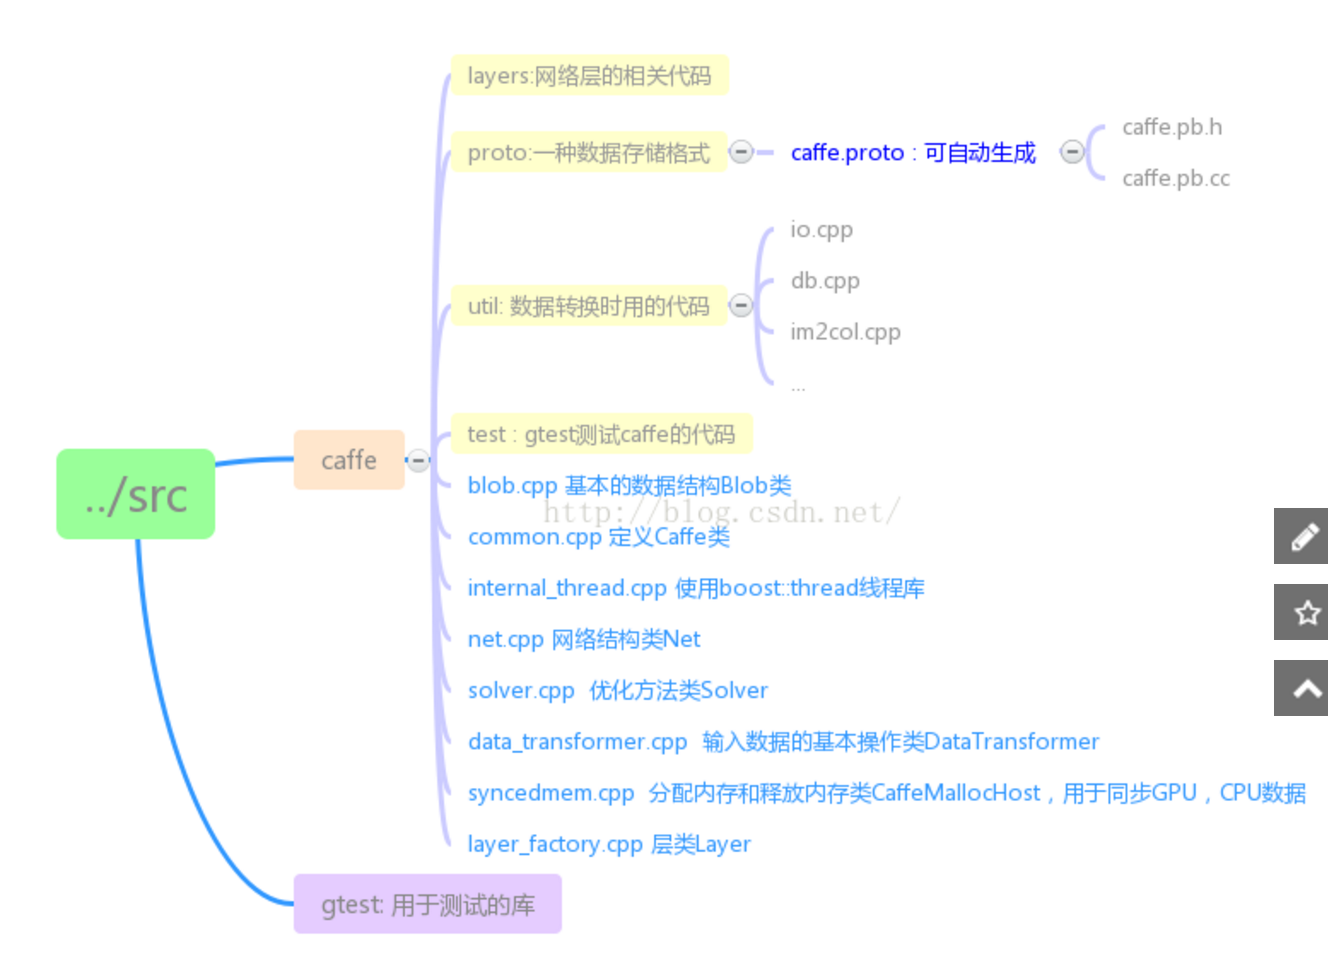 layers:网络层的相关代码
proto:一种数据存储格式
caffe.proto : 可自动生成
caffe.pb.h
caffe.pb.cc
util: 数据转换时用的代码
io.cpp
db.cpp
im2col.cpp
...
test : gtest测试caffe的代码
caffe
../src
blob.cpp 基本的数据结构Blob类
http://blog.csdn.net/
common.cpp 定义Caffe类
internal_thread.cpp 使用boost::thread线程库
net.cpp 网络结构类Net
solver.cpp 优化方法类Solver
data_transformer.cpp 输入数据的基本操作类DataTransformer
syncedmem.cpp 分配内存和释放内存类CaffeMallocHost，用于同步GPU，CPU数据
layer_factory.cpp 层类Layer
gtest: 用于测试的库